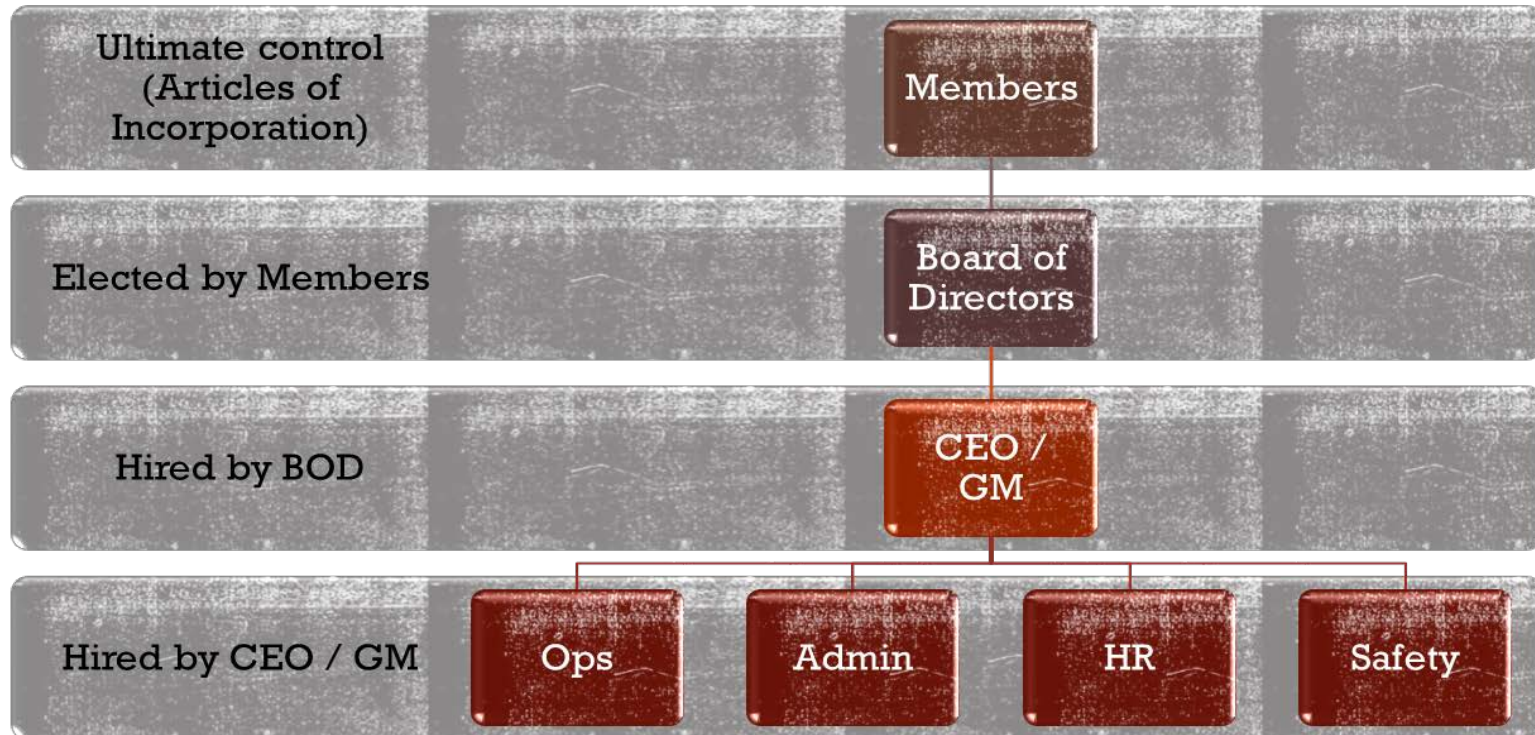 Ultimate control
(Articles of
Incorporation)
Members
Elected by Members
Board of
Directors
Hired by BOD
CEO /
GM
Hired by CEO / GM
Ops
Admin
HR
Safety